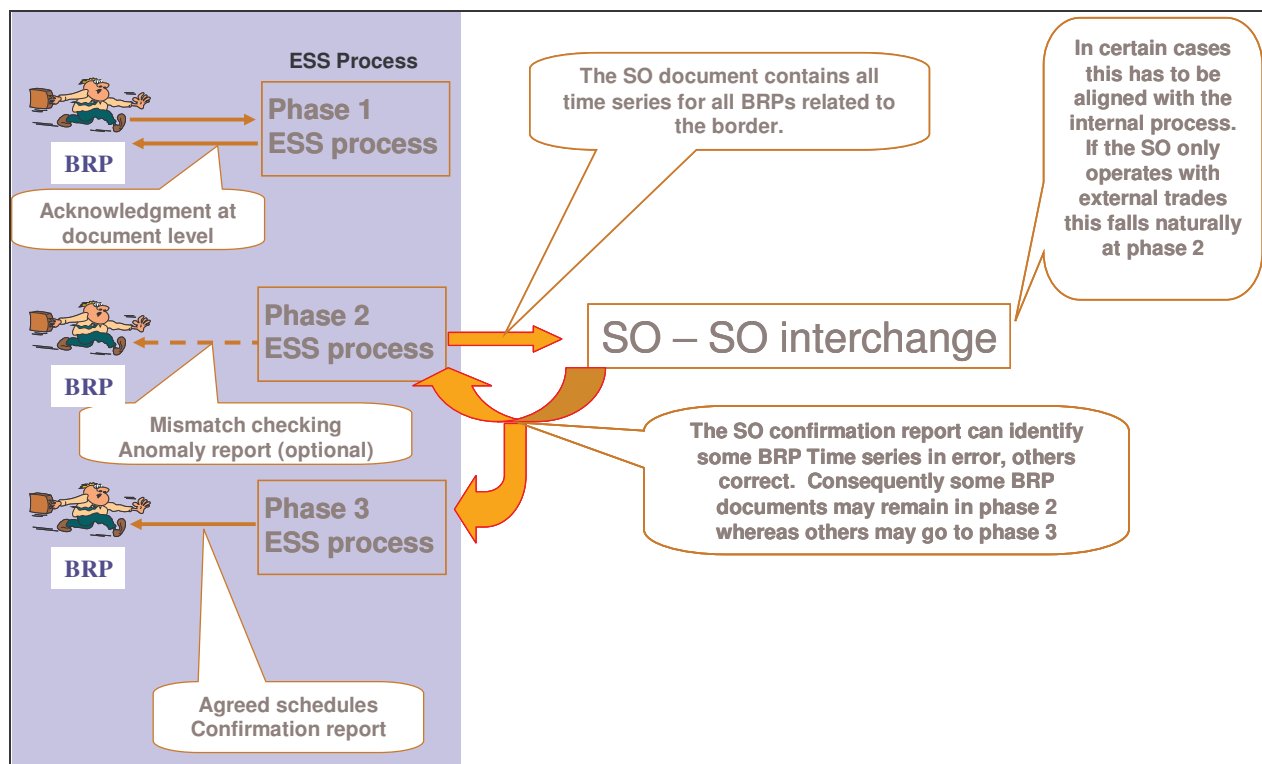 ESS Process
Phase 1
ESS process
BRP
Acknowledgment at
document level
The SO document contains all
time series for all BRPs related to
the border.
In certain cases
this has to be
aligned with the
internal process.
If the SO only
operates with
external trades
this falls naturally
at phase 2
Phase 2
ESS process
BRP
SO – SO interchange
Mismatch checking
Anomaly report (optional)
The SO confirmation report can identify
some BRP Time series in error, others
correct. Consequently some BRP
documents may remain in phase 2
whereas others may go to phase 3
Phase 3
ESS process
BRP
Agreed schedules
Confirmation report